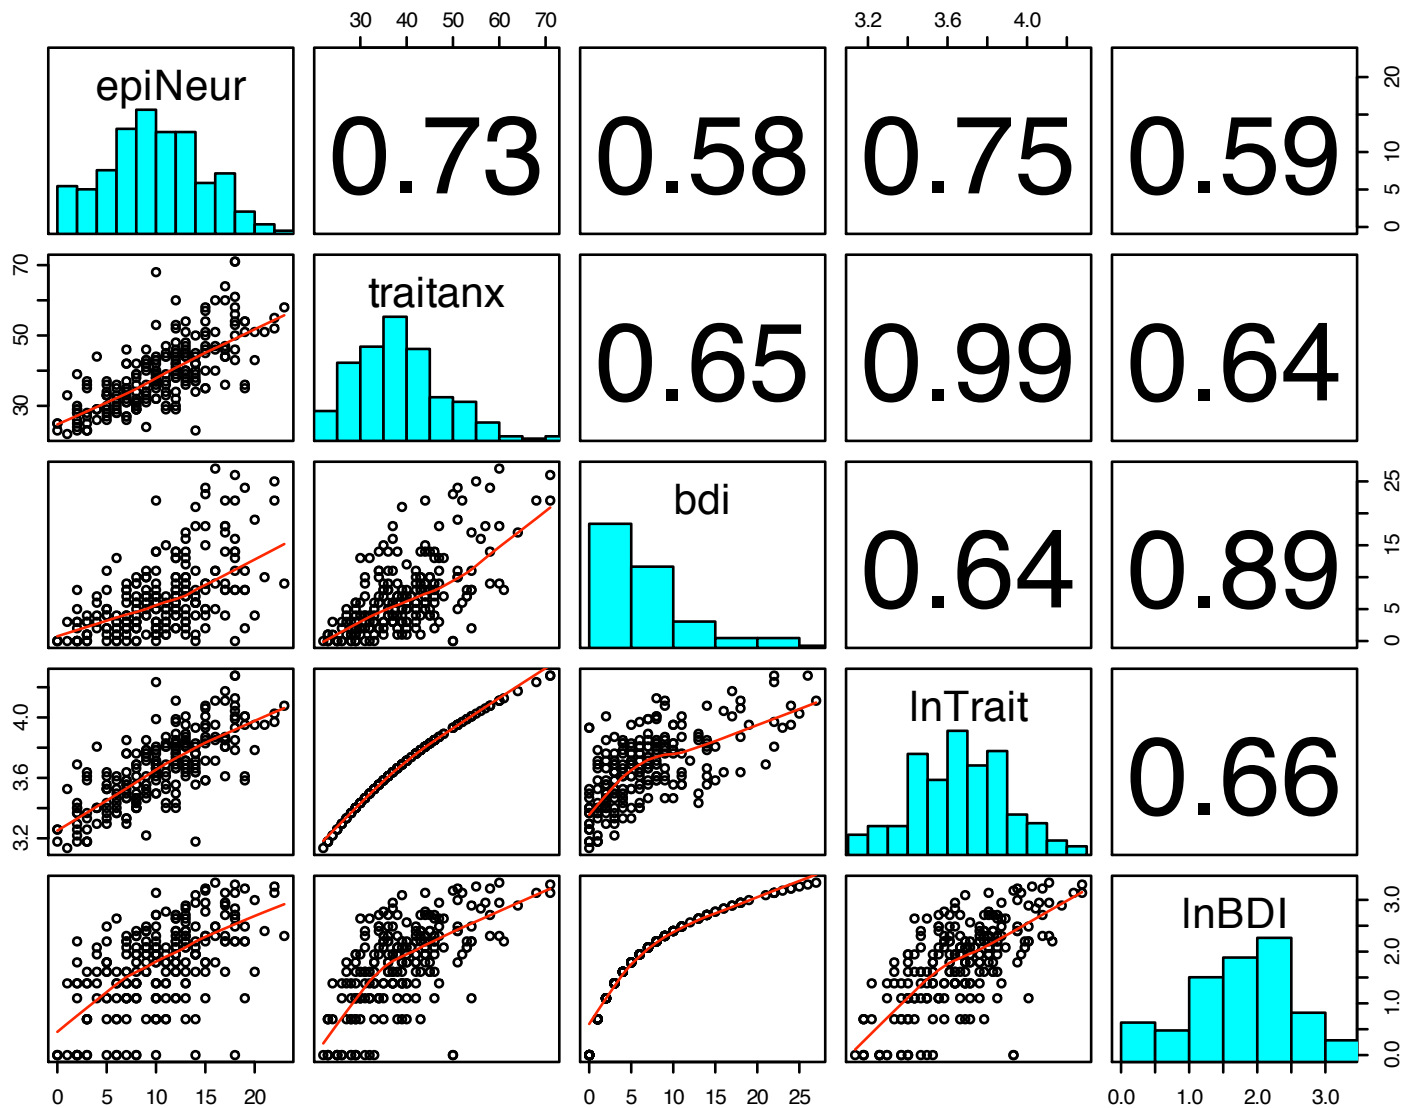 30 40 50 60 70 3.2 3.6 4.0
epiNeur 0.73 0.58 0.75 0.59
0 5 10 20
30 50 70
traitanx 0.65 0.99 0.64
bdi 0.64 0.89
0 5 15 25
3.2 3.6 4.0
lnTrait 0.66
lnBDI
0.0 1.0 2.0 3.0
0 5 10 15 20 0 5 10 15 20 25 0.0 1.0 2.0 3.0